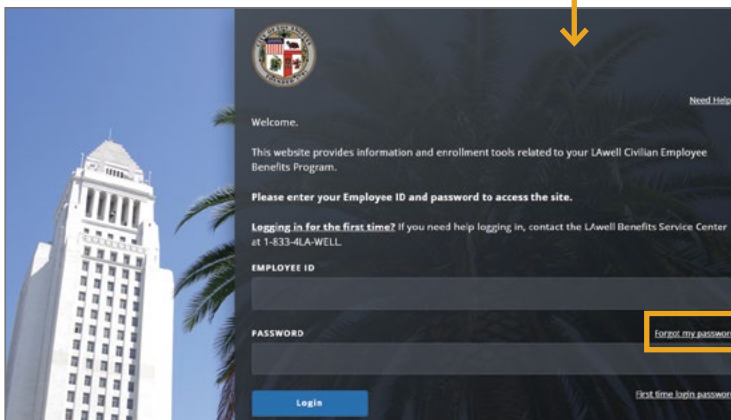 Need Help
Welcome.
This website provides information and enrollment tools related to your LAwell Civilian Employee
Benefits Program.
Please enter your Employee ID and password to access the site.
Logging in for the first time? If you need help logging in, contact the LAwell Benefits Service Center
at 1-833-4LA-WELL.
EMPLOYEE ID
PASSWORD
Forgot my password
Login
First time login password